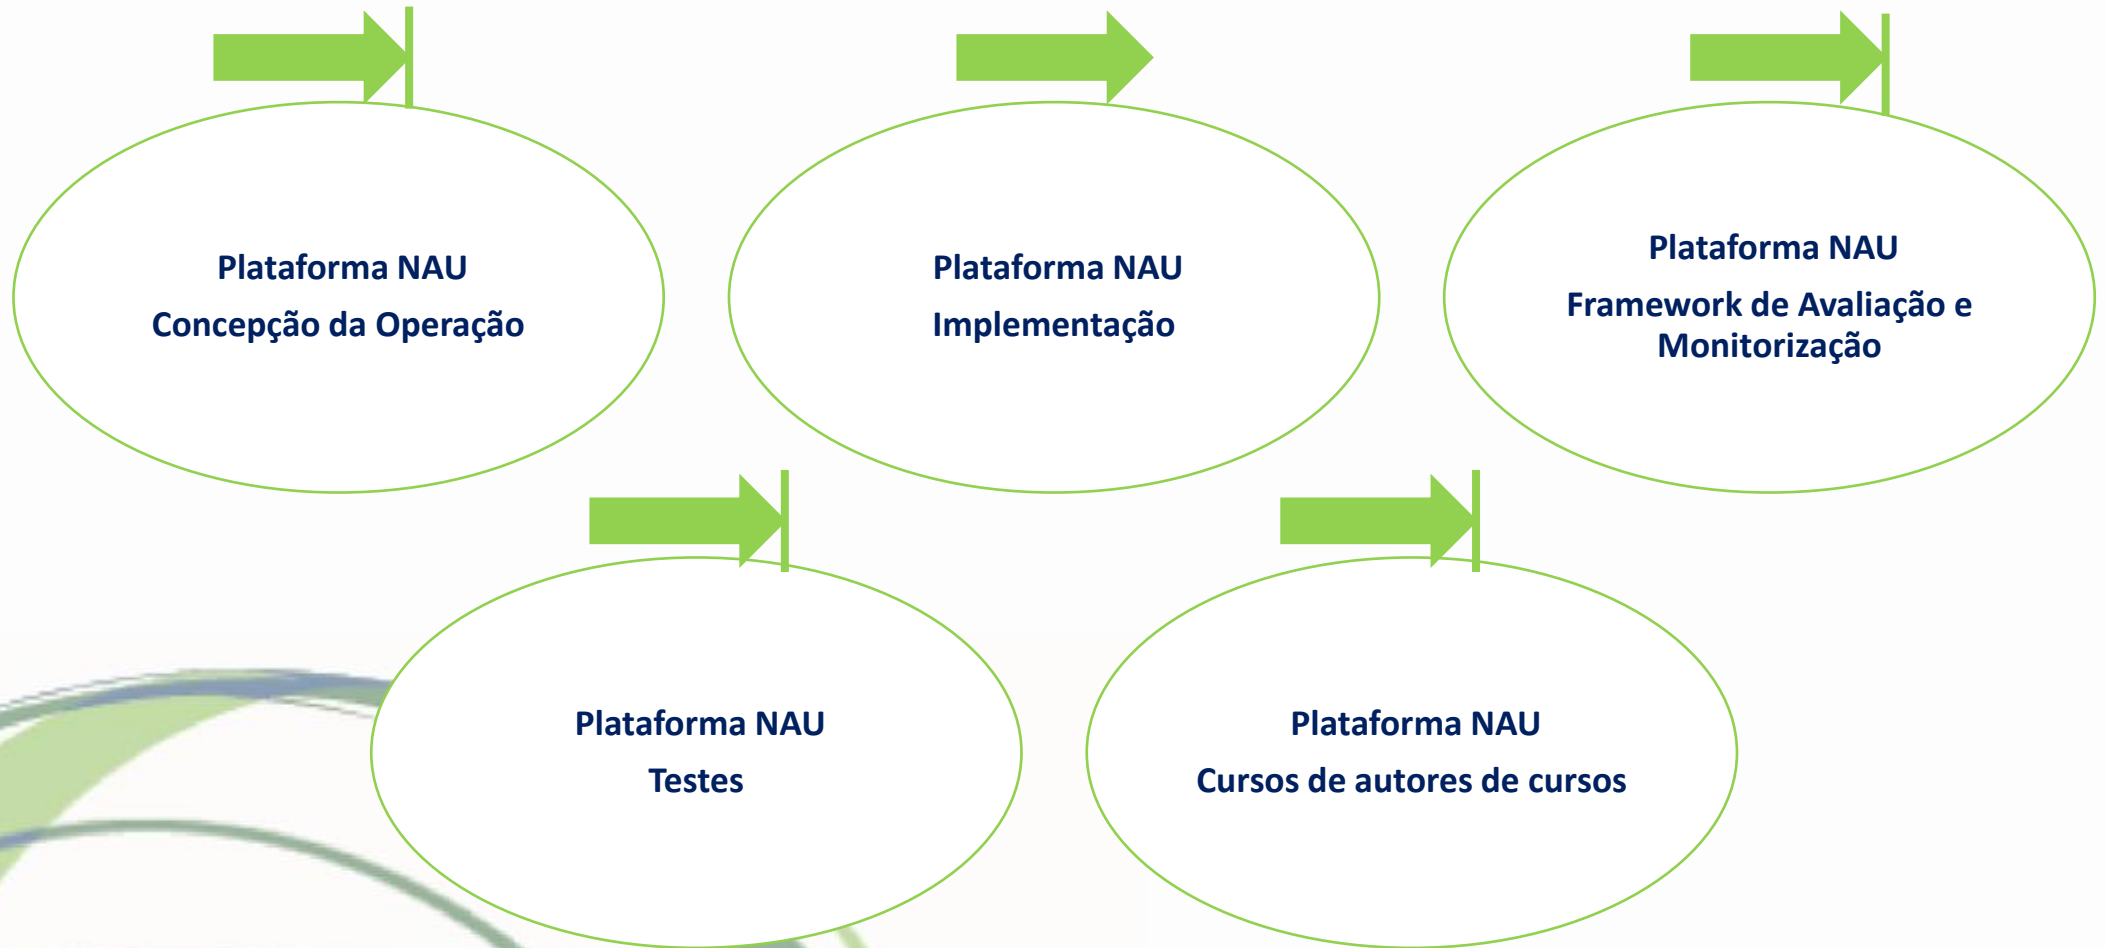 Plataforma NAU
Concepção da Operação
Plataforma NAU
Implementação
Plataforma NAU
Framework de Avaliação e
Monitorização
Plataforma NAU
Testes
Plataforma NAU
Cursos de autores de cursos